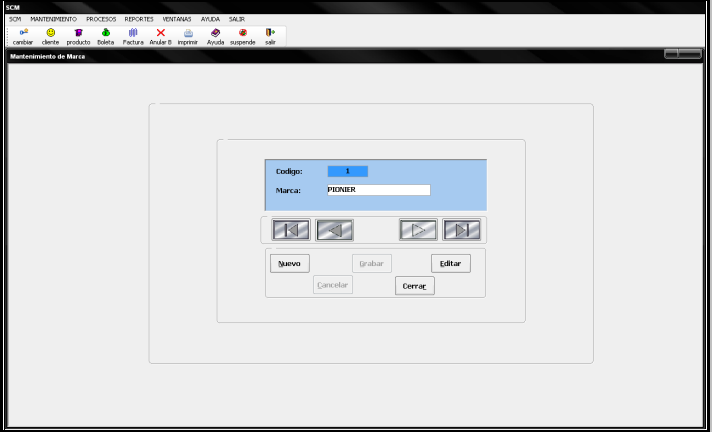 SCM
SCM MANTENIMIENTO PROCESOS REPORTES VENTANAS AYUDA SALIR
cambiar cliente producto Boleta Factura Anular B imprimir Ayuda suspende salir
Mantenimiento de Marca
Codigo: 1
Marca: PIONIER
Nuevo Grabar Editar
Cancelar Cerrar